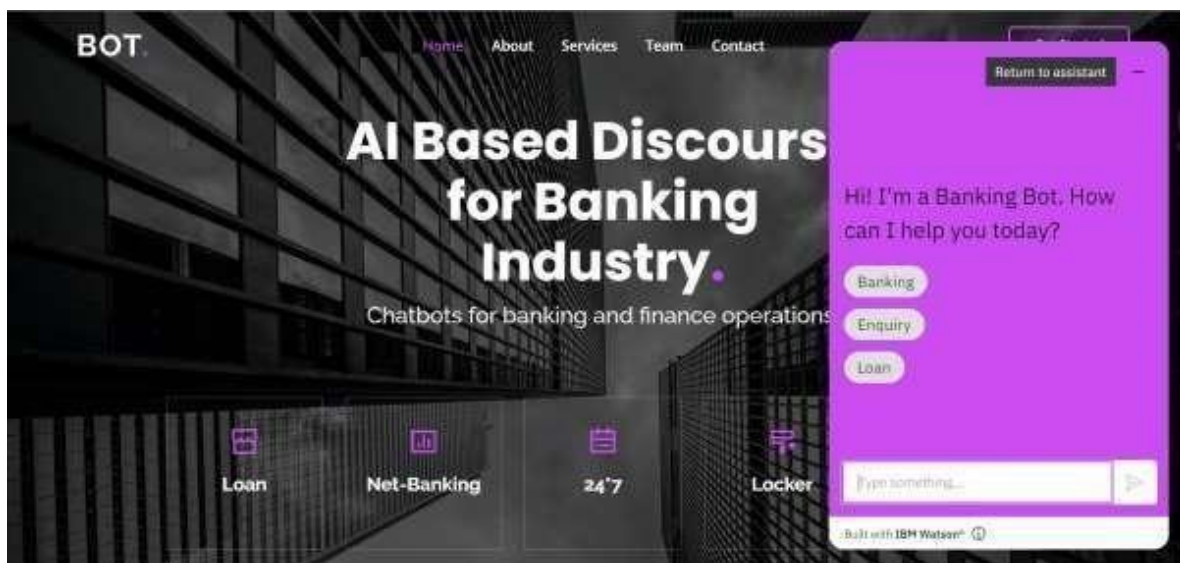 BOT.
Home About Services Team Contact
Return to assistant
AI Based Discours
for Banking
Industry.
Chatbots for banking and finance operations
Loan
Net-Banking
24*7
Locker
Hi! I'm a Banking Bot. How
can I help you today?
Banking
Enquiry
Loan
Type something...
Built with IBM Watson®